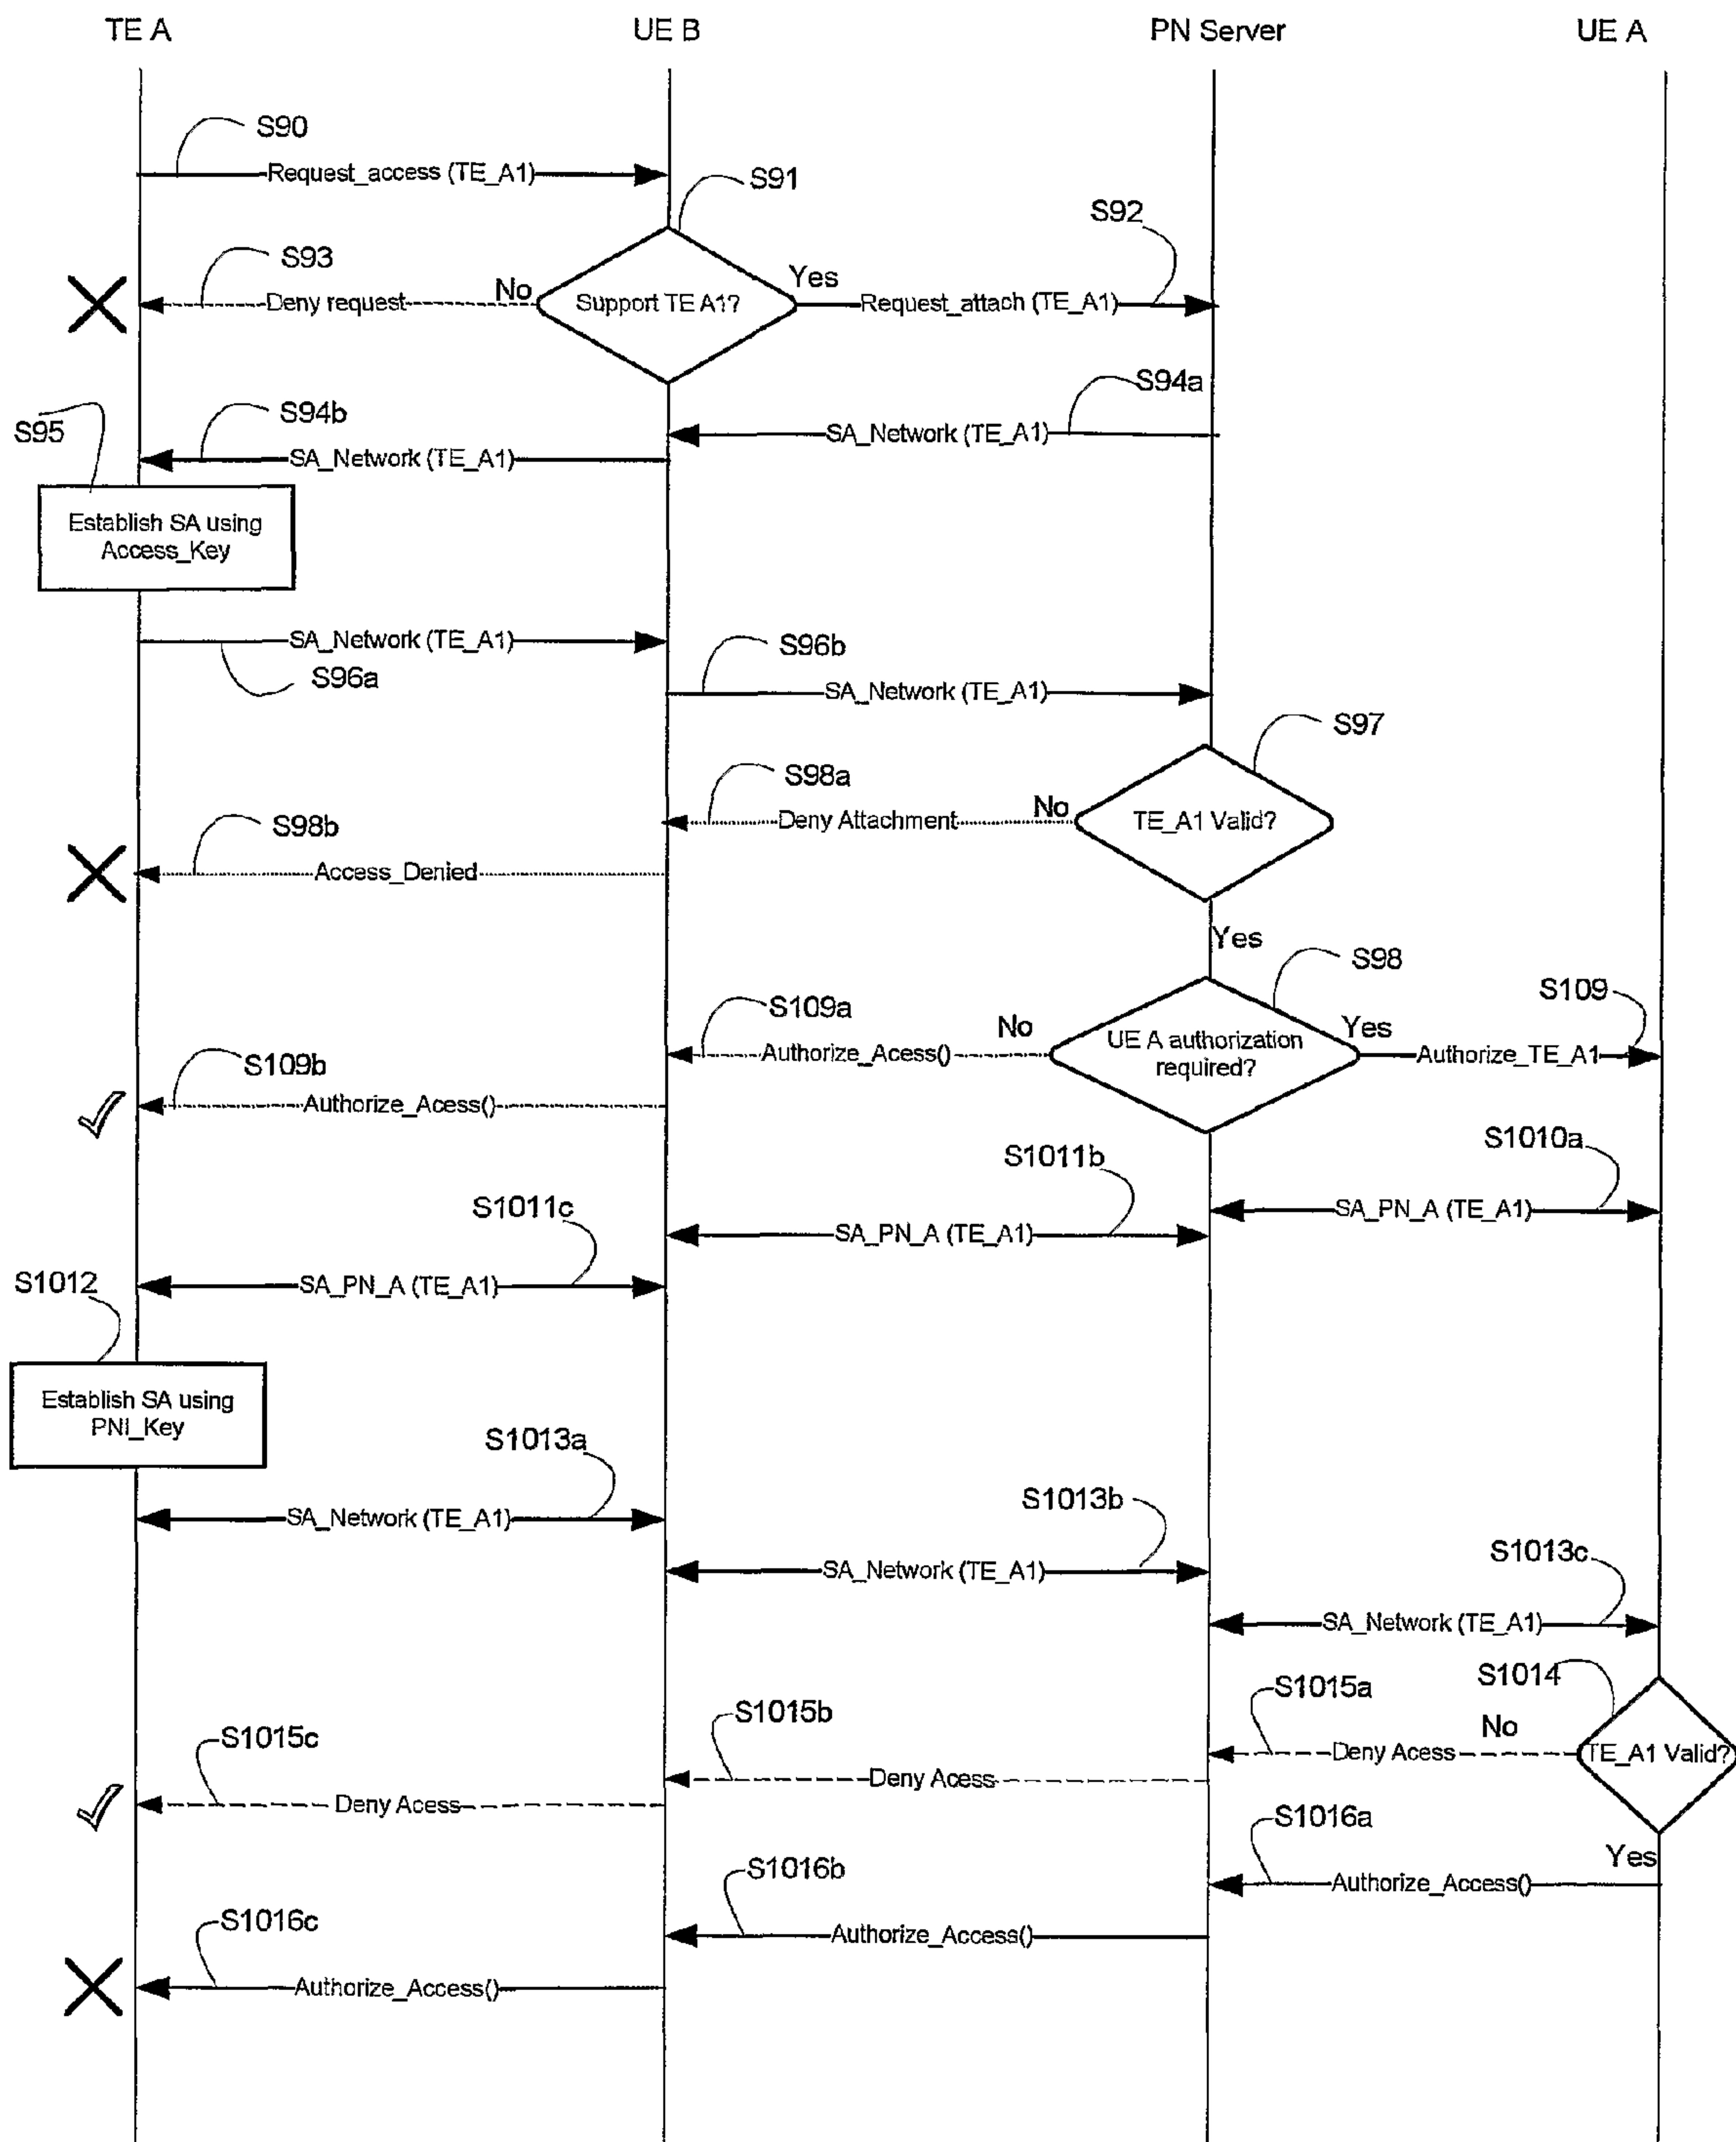 TE A
UE B
PN Server
UE A
S90
Request_access (TE_A1)
S91
S92
S93
Deny request
No
Support TE A1?
Yes
Request_attach (TE_A1)
S94a
SA_Network (TE_A1)
S94b
SA_Network (TE_A1)
S95
Establish SA using
Access_Key
SA_Network (TE_A1)
S96a
S96b
SA_Network (TE_A1)
S97
S98a
Deny Attachment
No
TE_A1 Valid?
S98b
Access_Denied
Yes
S98
S109
S109a
Authorize_Acess()
No
UE A authorization
required?
Yes
Authorize_TE_A1
S109b
Authorize_Acess()
S1010a
SA_PN_A (TE_A1)
S1011b
SA_PN_A (TE_A1)
S1011c
SA_PN_A (TE_A1)
S1012
Establish SA using
PNI_Key
S1013a
SA_Network (TE_A1)
S1013b
SA_Network (TE_A1)
S1013c
SA_Network (TE_A1)
S1014
S1015a
No
Deny Acess
TE_A1 Valid?
S1015b
Deny Acess
S1015c
Deny Acess
S1016a
Yes
Authorize_Access()
S1016b
Authorize_Access()
S1016c
Authorize_Access()